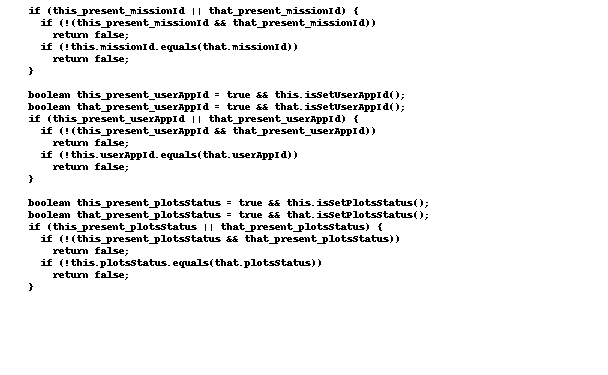 if (this_present_missionId || that_present_missionId) {
  if (!(this_present_missionId && that_present_missionId))
    return false;
  if (!this.missionId.equals(that.missionId))
    return false;
}

boolean this_present_userAppId = true && this.isSetUserAppId();
boolean that_present_userAppId = true && that.isSetUserAppId();
if (this_present_userAppId || that_present_userAppId) {
  if (!(this_present_userAppId && that_present_userAppId))
    return false;
  if (!this.userAppId.equals(that.userAppId))
    return false;
}

boolean this_present_plotsStatus = true && this.isSetPlotsStatus();
boolean that_present_plotsStatus = true && that.isSetPlotsStatus();
if (this_present_plotsStatus || that_present_plotsStatus) {
  if (!(this_present_plotsStatus && that_present_plotsStatus))
    return false;
  if (!this.plotsStatus.equals(that.plotsStatus))
    return false;
}